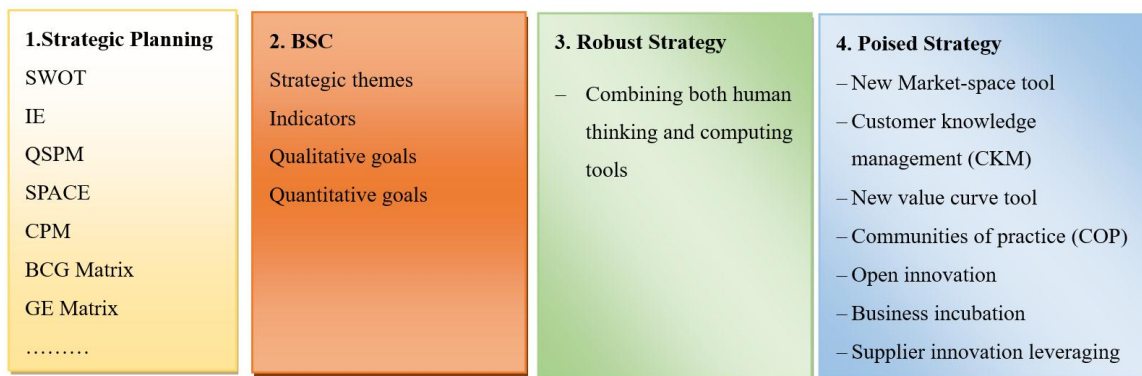 1.Strategic Planning
SWOT
IE
QSPM
SPACE
CPM
BCG Matrix
GE Matrix
………
2. BSC
Strategic themes
Indicators
Qualitative goals
Quantitative goals
3. Robust Strategy
– Combining both human
thinking and computing
tools
4. Poised Strategy
– New Market-space tool
– Customer knowledge
management (CKM)
– New value curve tool
– Communities of practice (COP)
– Open innovation
– Business incubation
– Supplier innovation leveraging